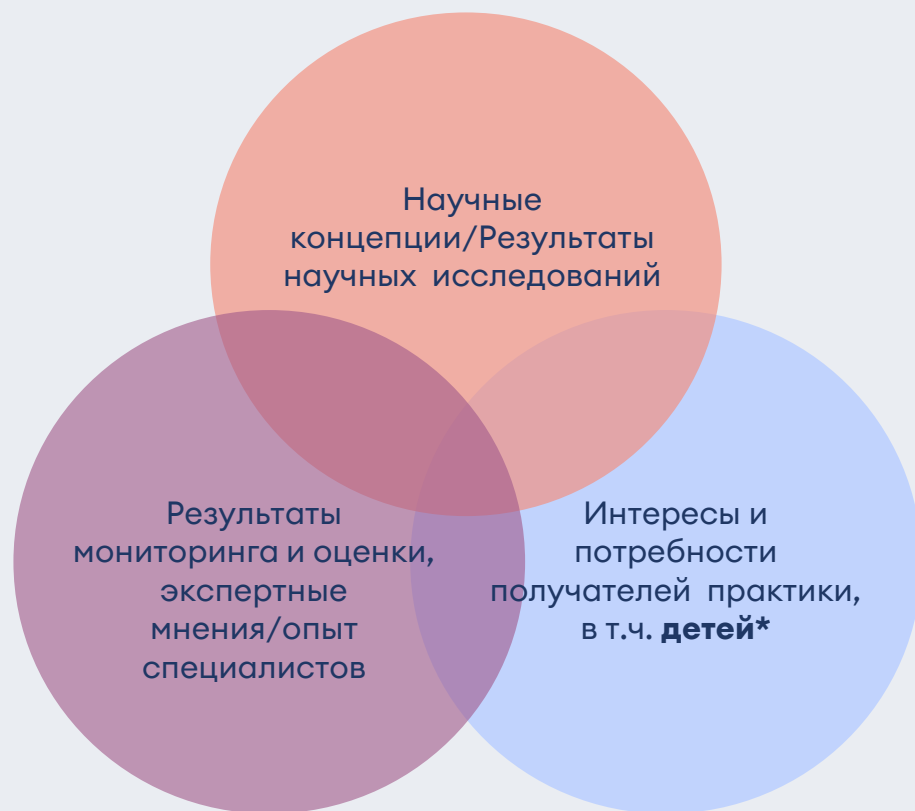 Научные
концепции/Результаты
научных исследований
Результаты
мониторинга и оценки,
экспертные
мнения/опыт
специалистов
Интересы и
потребности
получателей практики,
в т.ч. детей*